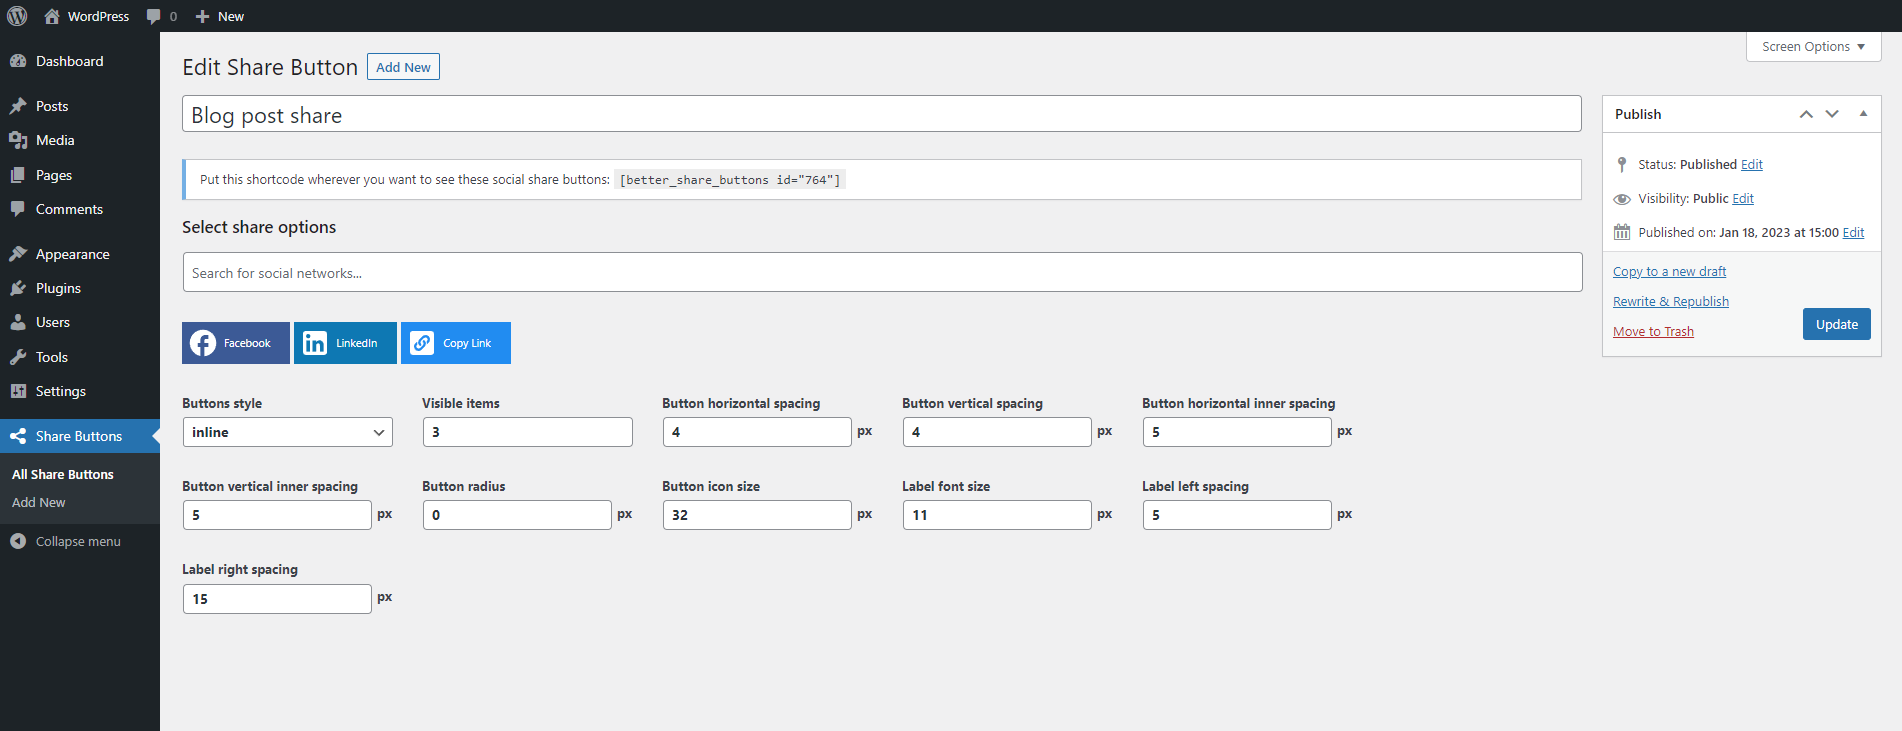 WordPress
0
New
Dashboard
Posts
Media
Pages
Comments
Appearance
Plugins
Users
Tools
Settings
Share Buttons
All Share Buttons
Add New
Collapse menu
Screen Options
Edit Share Button
Add New
Blog post share
Put this shortcode wherever you want to see these social share buttons: [better_share_buttons id="764"]
Select share options
Search for social networks...
Facebook
LinkedIn
Copy Link
Buttons style
inline
Visible items
3
Button horizontal spacing
4 px
Button vertical spacing
4 px
Button horizontal inner spacing
5 px
Button vertical inner spacing
5 px
Button radius
0 px
Button icon size
32 px
Label font size
11 px
Label left spacing
5 px
Label right spacing
15 px
Publish
Status: Published Edit
Visibility: Public Edit
Published on: Jan 18, 2023 at 15:00 Edit
Copy to a new draft
Rewrite & Republish
Move to Trash
Update